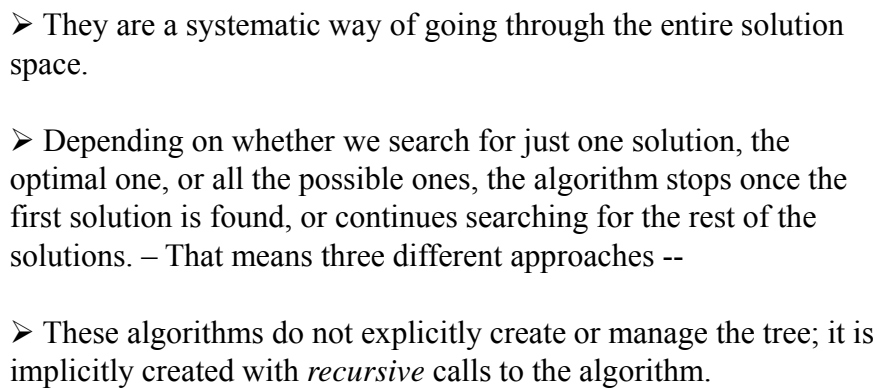 ➢ They are a systematic way of going through the entire solution
space.
➢ Depending on whether we search for just one solution, the
optimal one, or all the possible ones, the algorithm stops once the
first solution is found, or continues searching for the rest of the
solutions. – That means three different approaches --
➢ These algorithms do not explicitly create or manage the tree; it is
implicitly created with recursive calls to the algorithm.